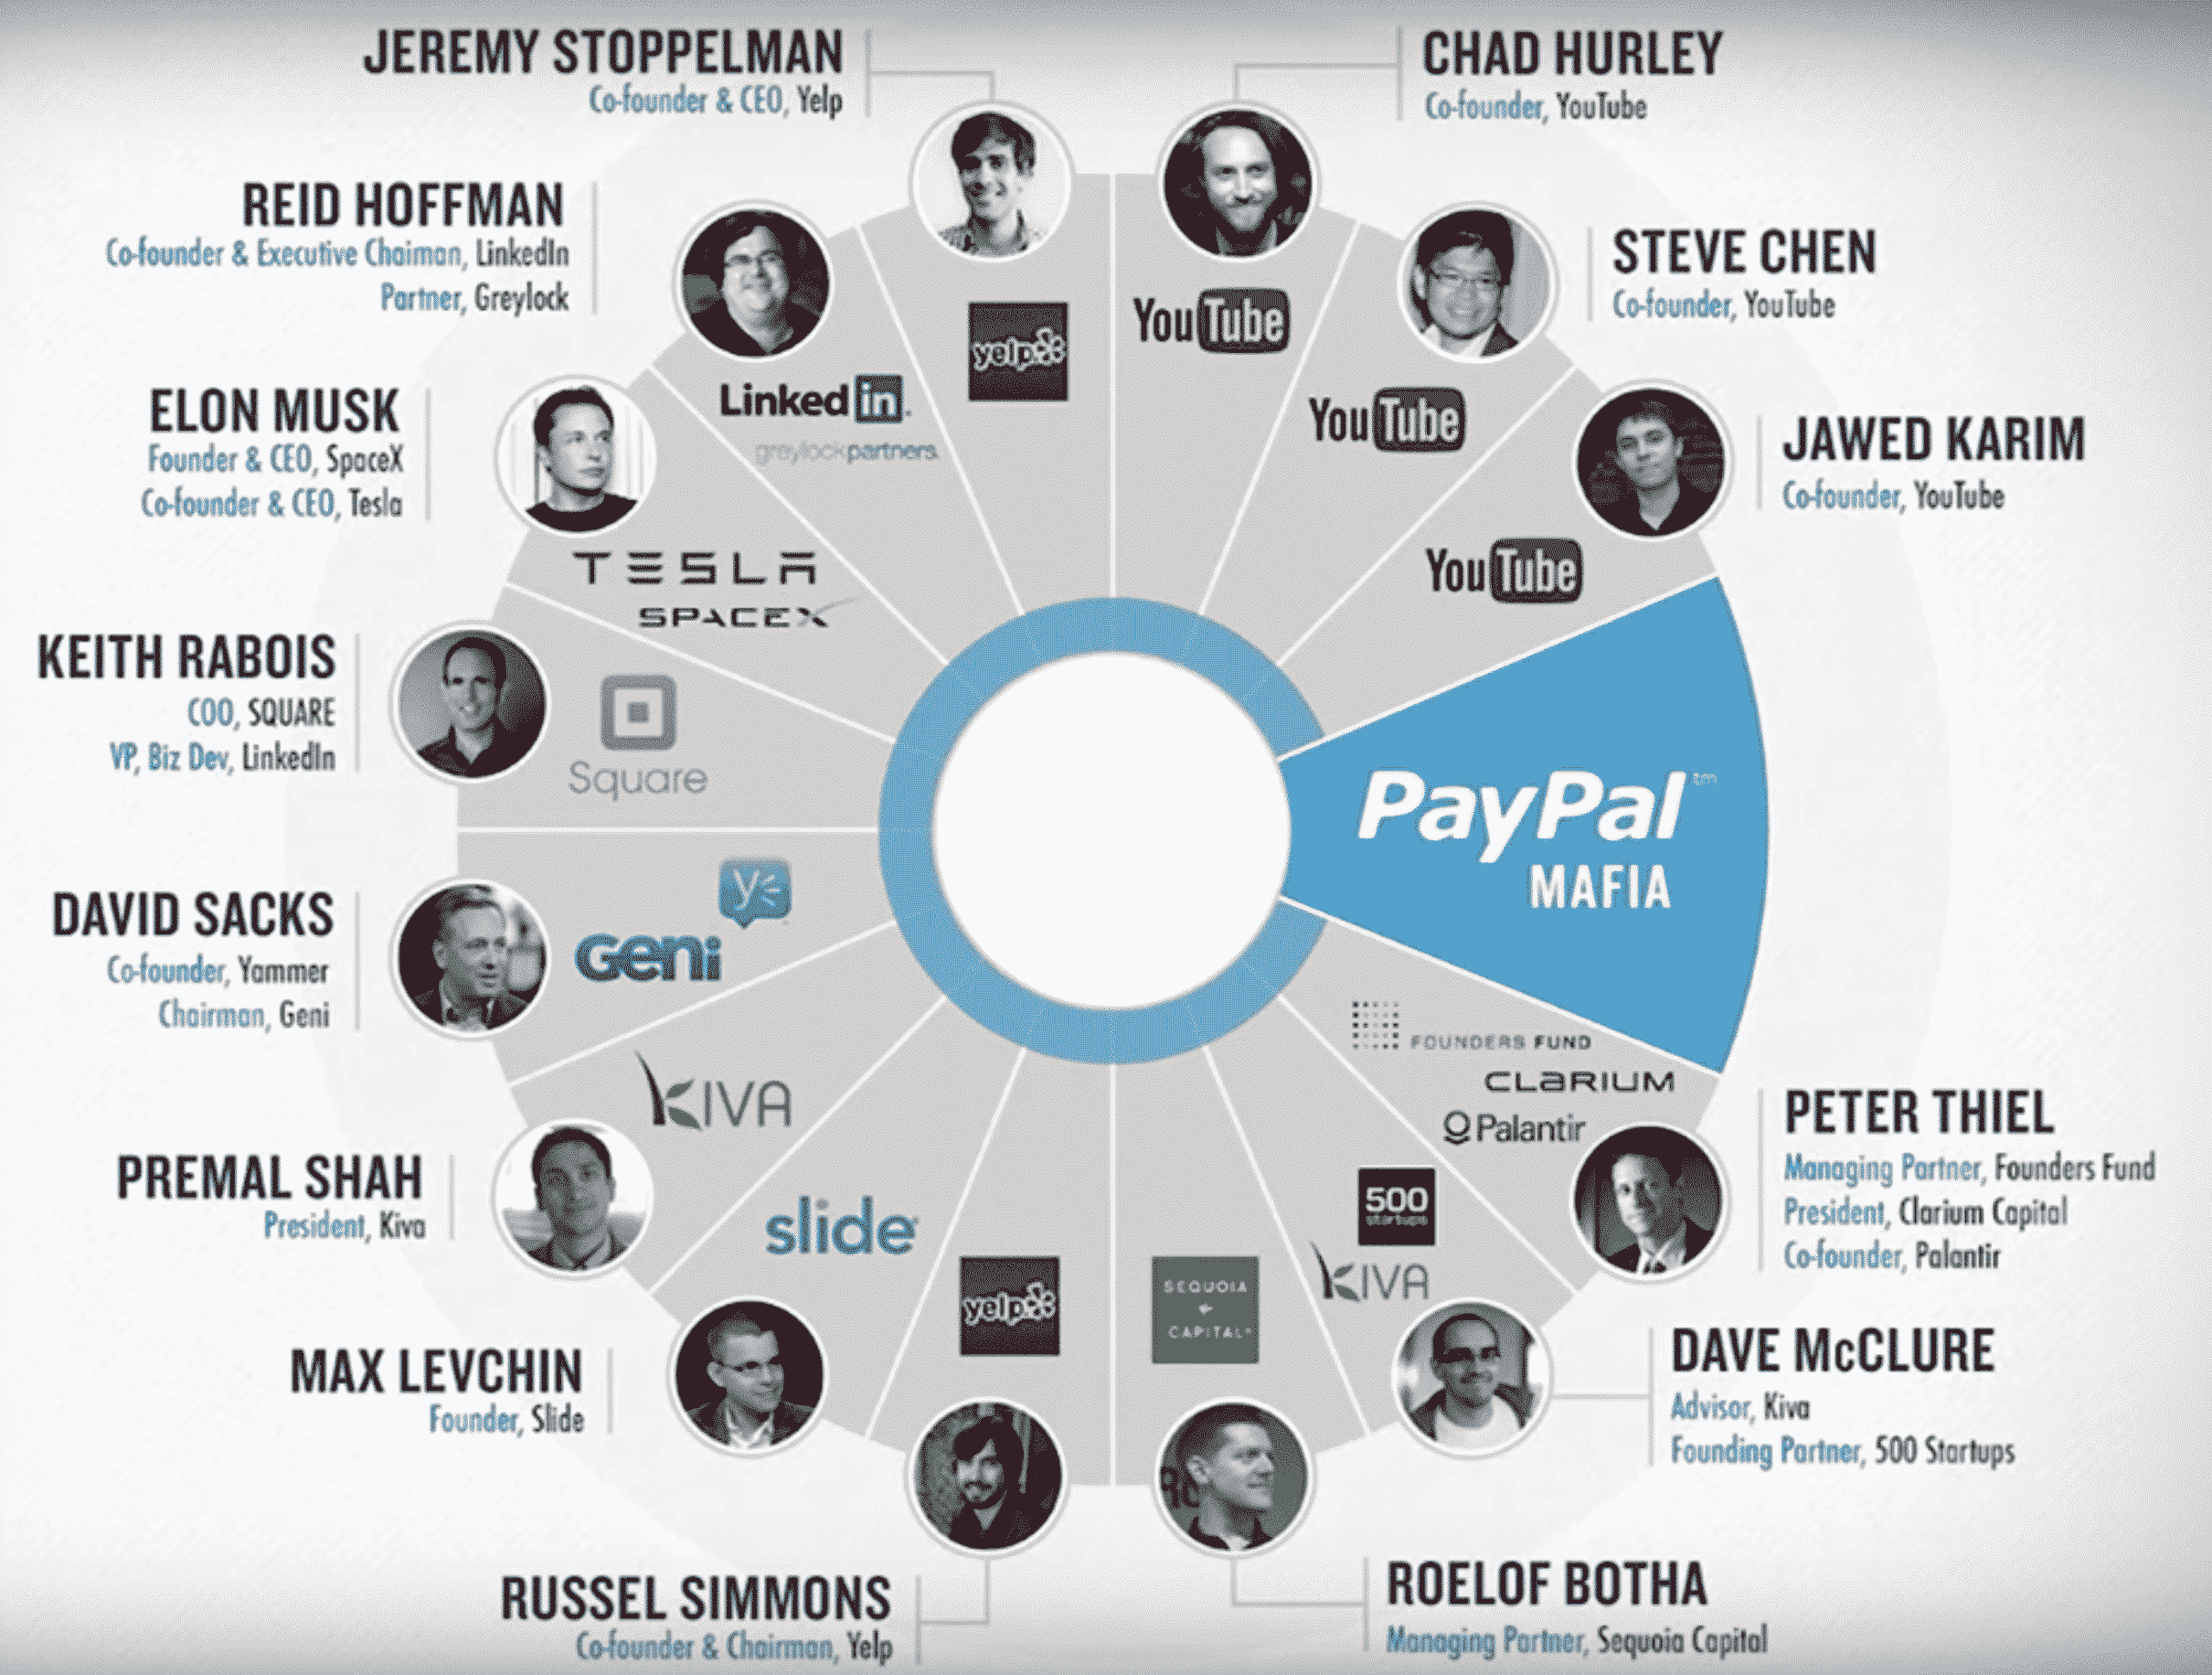 JEREMY STOPPELMAN
Co-founder & CEO, Yelp
CHAD HURLEY
Co-founder, YouTube
REID HOFFMAN
Co-founder & Executive Chaiman, LinkedIn
Partner, Greylock
STEVE CHEN
Co-founder, YouTube
ELON MUSK
Founder & CEO, SpaceX
Co-founder & CEO, Tesla
JAWED KARIM
Co-founder, YouTube
yelp
YouTube
LinkedIn.
greylockpartners.
YouTube
TESLA
SPACEX
YouTube
KEITH RABOIS
COO, SQUARE
VP, Biz Dev, LinkedIn
Square
PayPal™
MAFIA
DAVID SACKS
Co-founder, Yammer
Chairman, Geni
y
Geni
FOUNDERS FUND
CLARIUM
Palantir
KIVA
PREMAL SHAH
President, Kiva
PETER THIEL
Managing Partner, Founders Fund
President, Clarium Capital
Co-founder, Palantir
slide
yelp
SEQUOIA
CAPITAL
500
startups
KIVA
MAX LEVCHIN
Founder, Slide
DAVE McCLURE
Advisor, Kiva
Founding Partner, 500 Startups
RUSSEL SIMMONS
Co-founder & Chairman, Yelp
ROELOF BOTHA
Managing Partner, Sequoia Capital